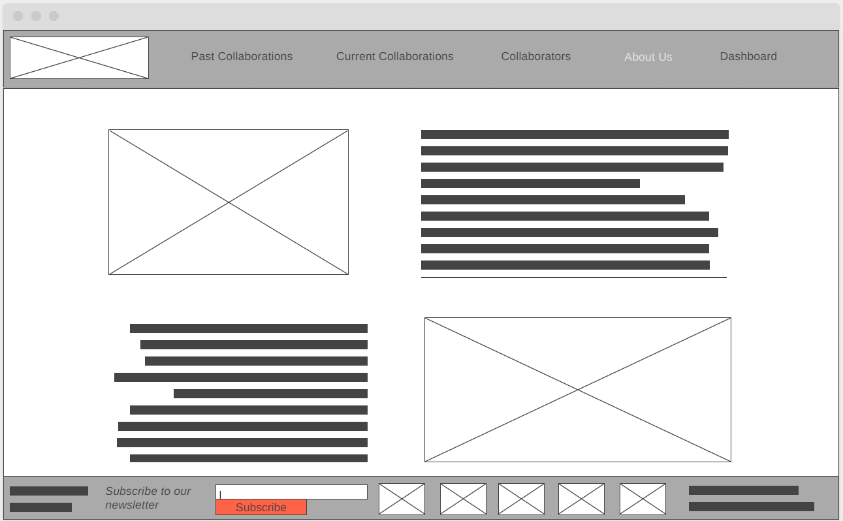 Past Collaborations Current Collaborations Collaborators About Us Dashboard
Subscribe to our
newsletter
Subscribe